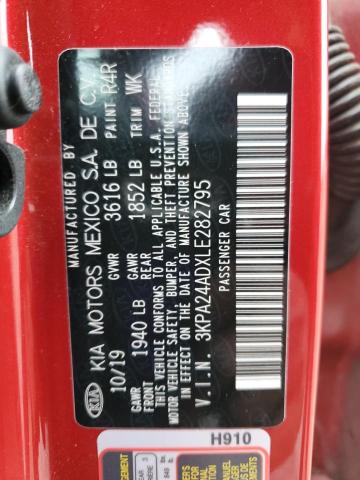 MANUFACTURED BY
KIA MOTORS MEXICO S.A. DE C.V.
KIA
10/19 GVWR 3616 LB PAINT R4R
GAWR FRONT 1940 LB GAWR REAR 1852 LB TRIM WK
THIS VEHICLE CONFORMS TO ALL APPLICABLE U.S.A. FEDERAL
MOTOR VEHICLE SAFETY, BUMPER, AND THEFT PREVENTION STANDARDS
IN EFFECT ON THE DATE OF MANUFACTURE SHOWN ABOVE.
V.I.N. 3KPA24ADXLE282795
PASSENGER CAR
H910